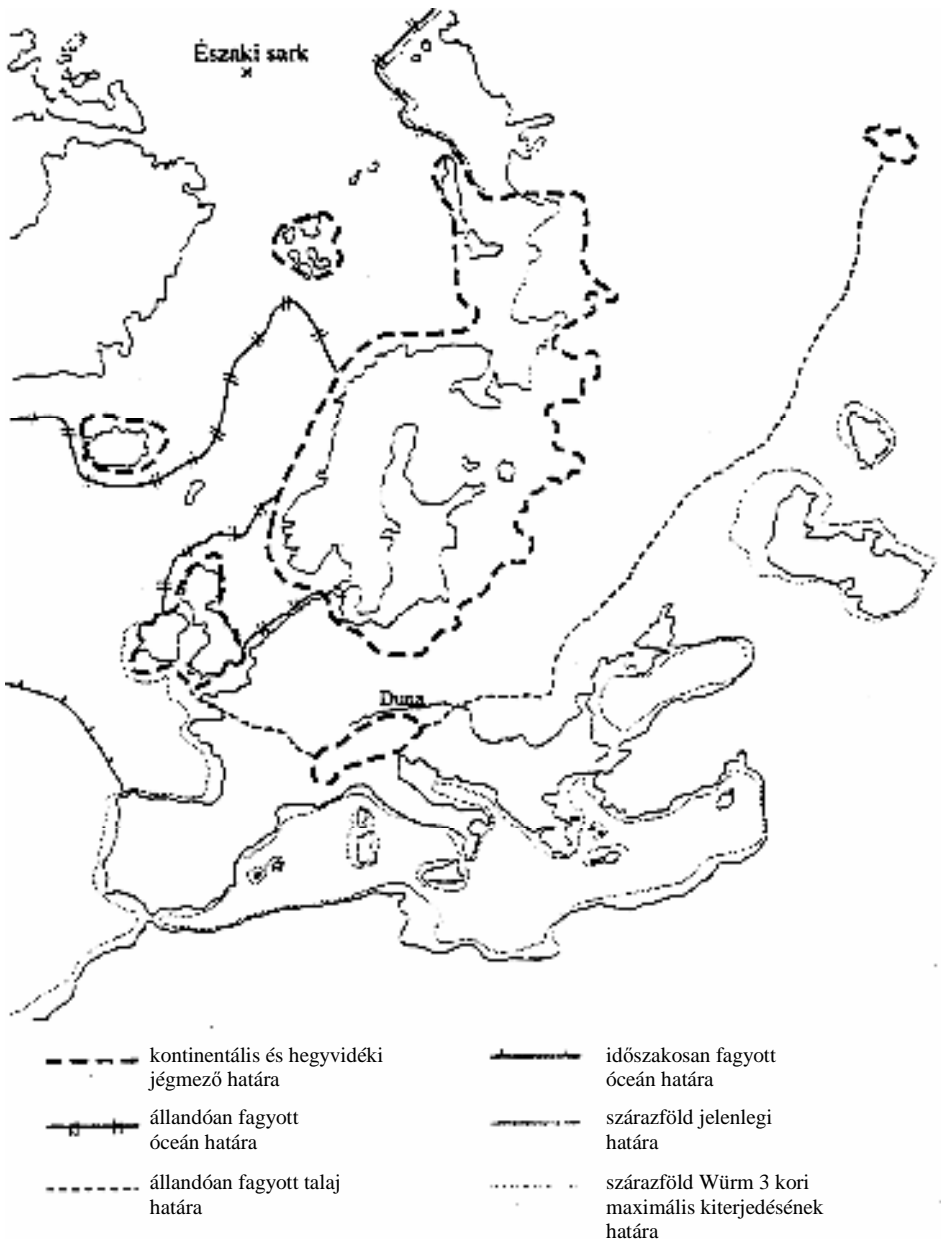 Északi sark
Duna
kontinentális és hegyvidéki
jégmező határa
állandóan fagyott
óceán határa
állandóan fagyott talaj
határa
időszakosan fagyott
óceán határa
szárazföld jelenlegi
határa
szárazföld Würm 3 kori
maximális kiterjedésének
határa